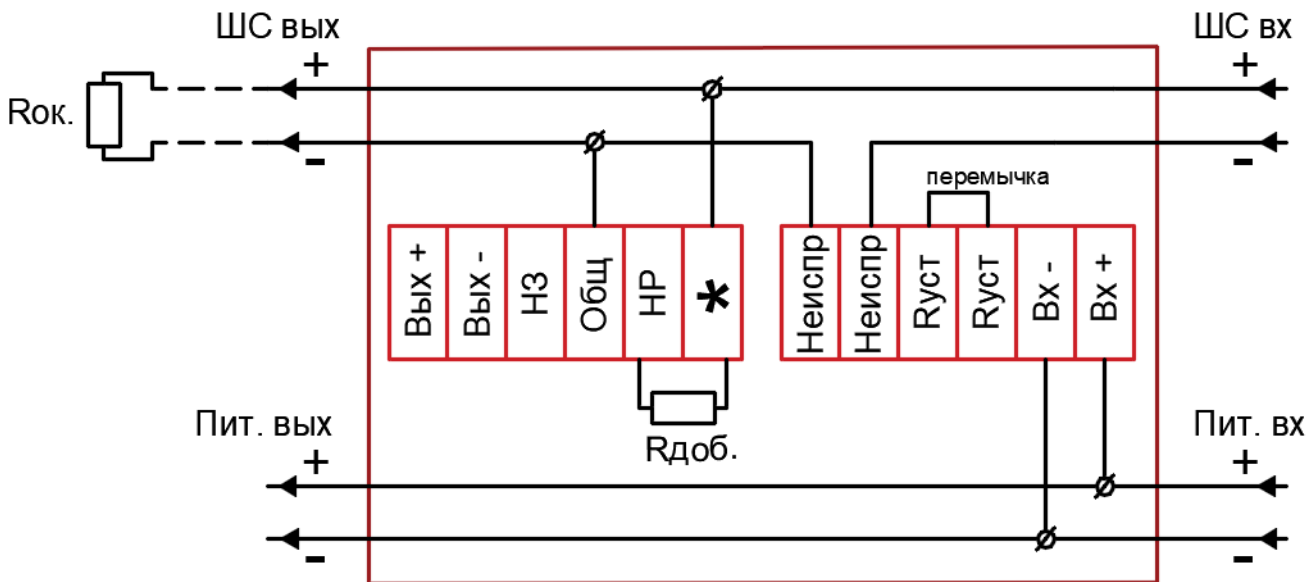 ШС вых
ШС вх
+
+
Rок.
-
-
перемычка
Вых +
Вых -
НЗ
Общ
НР
*
Неиспр
Неиспр
Rуст
Rуст
Вх -
Вх +
Rдоб.
Пит. вых
Пит. вх
+
+
-
-